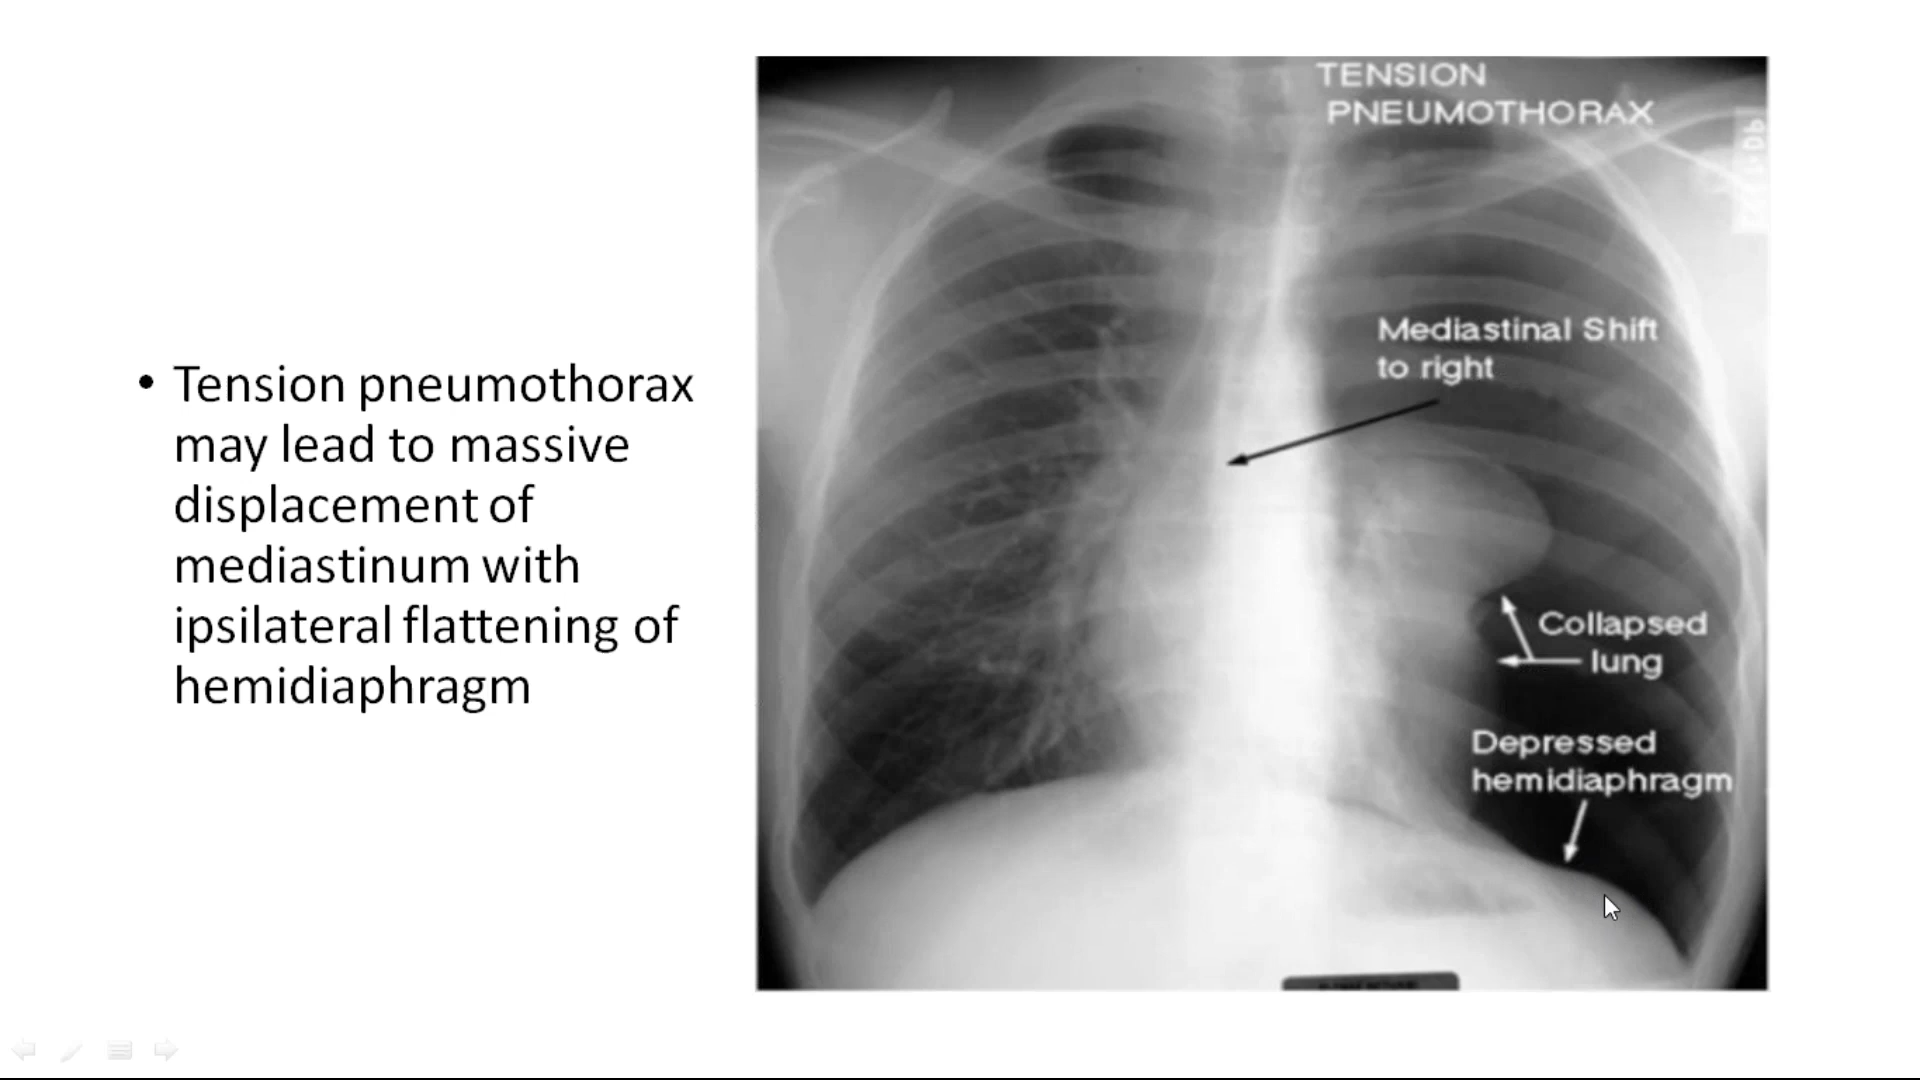 TENSION
PNEUMOTHORAX
• Tension pneumothorax
may lead to massive
displacement of
mediastinum with
ipsilateral flattening of
hemidiaphragm
Mediastinal Shift
to right
Collapsed
lung
Depressed
hemidiaphragm